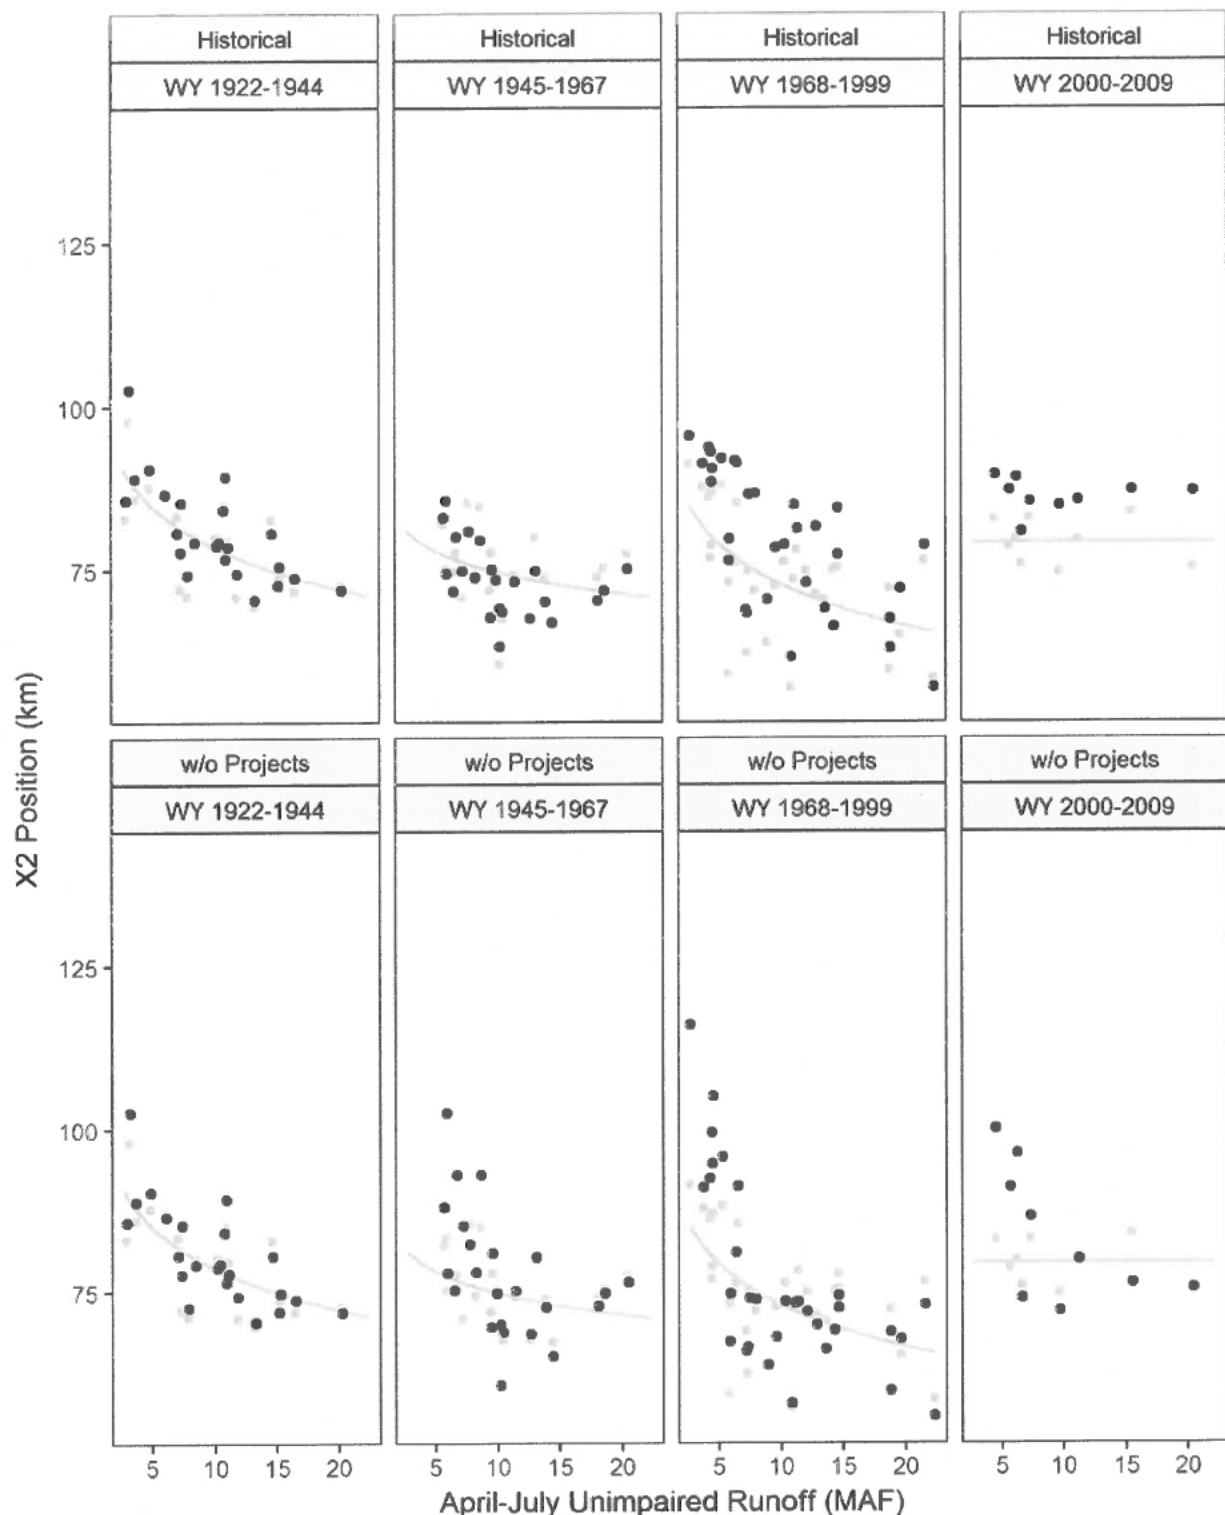 Historical Historical Historical Historical
WY 1922-1944 WY 1945-1967 WY 1968-1999 WY 2000-2009
125
100
75
X2 Position (km)
w/o Projects w/o Projects w/o Projects w/o Projects
WY 1922-1944 WY 1945-1967 WY 1968-1999 WY 2000-2009
125
100
75
5 10 15 20 5 10 15 20 5 10 15 20 5 10 15 20
April-July Unimpaired Runoff (MAF)